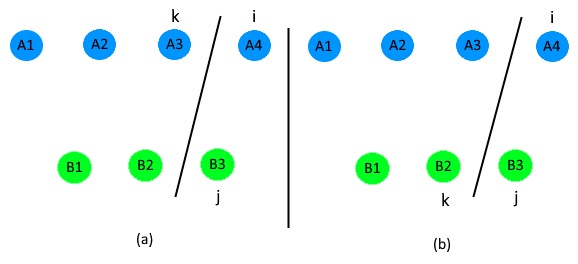 k i i
A1 A2 A3 A4 A1 A2 A3 A4
B1 B2 B3 B1 B2 B3
j k j
(a) (b)